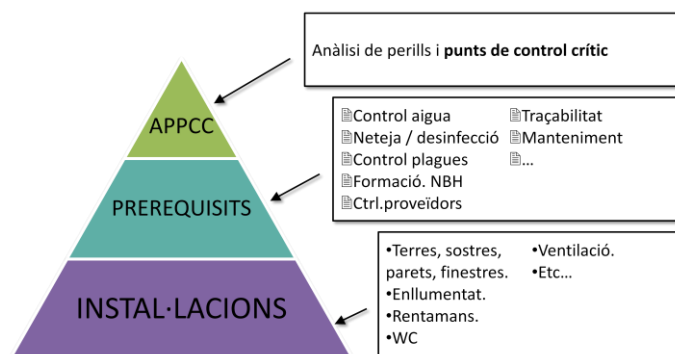 Anàlisi de perills i punts de control crític
APPCC
Control aigua
Neteja / desinfecció
Control plagues
Formació. NBH
Ctrl.proveïdors
Traçabilitat
Manteniment
...
PREREQUISITS
•Terres, sostres,
parets, finestres.
•Enllumentat.
•Rentamans.
•WC
•Ventilació.
•Etc...
INSTAL·LACIONS